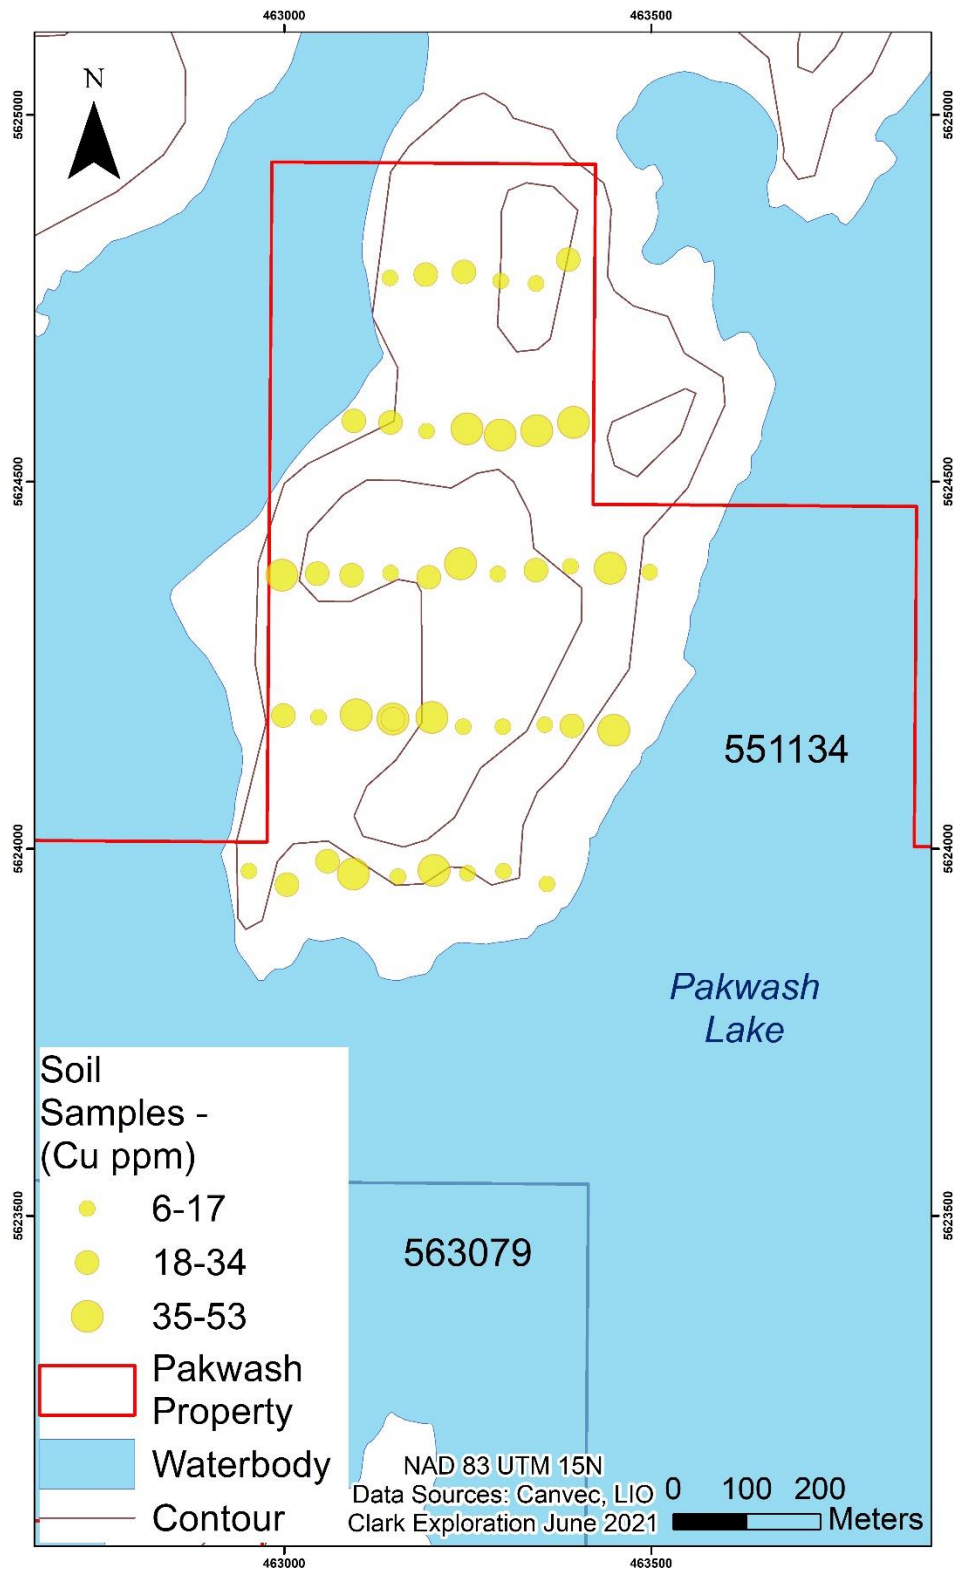 463000
463500
N
5625000
5625000
5624500
5624500
551134
5624000
5624000
Pakwash
Lake
Soil
Samples -
(Cu ppm)
6-17
18-34
35-53
Pakwash
Property
Waterbody
Contour
5623500
5623500
563079
NAD 83 UTM 15N
Data Sources: Canvec, LIO
Clark Exploration June 2021
0 100 200
Meters
463000
463500